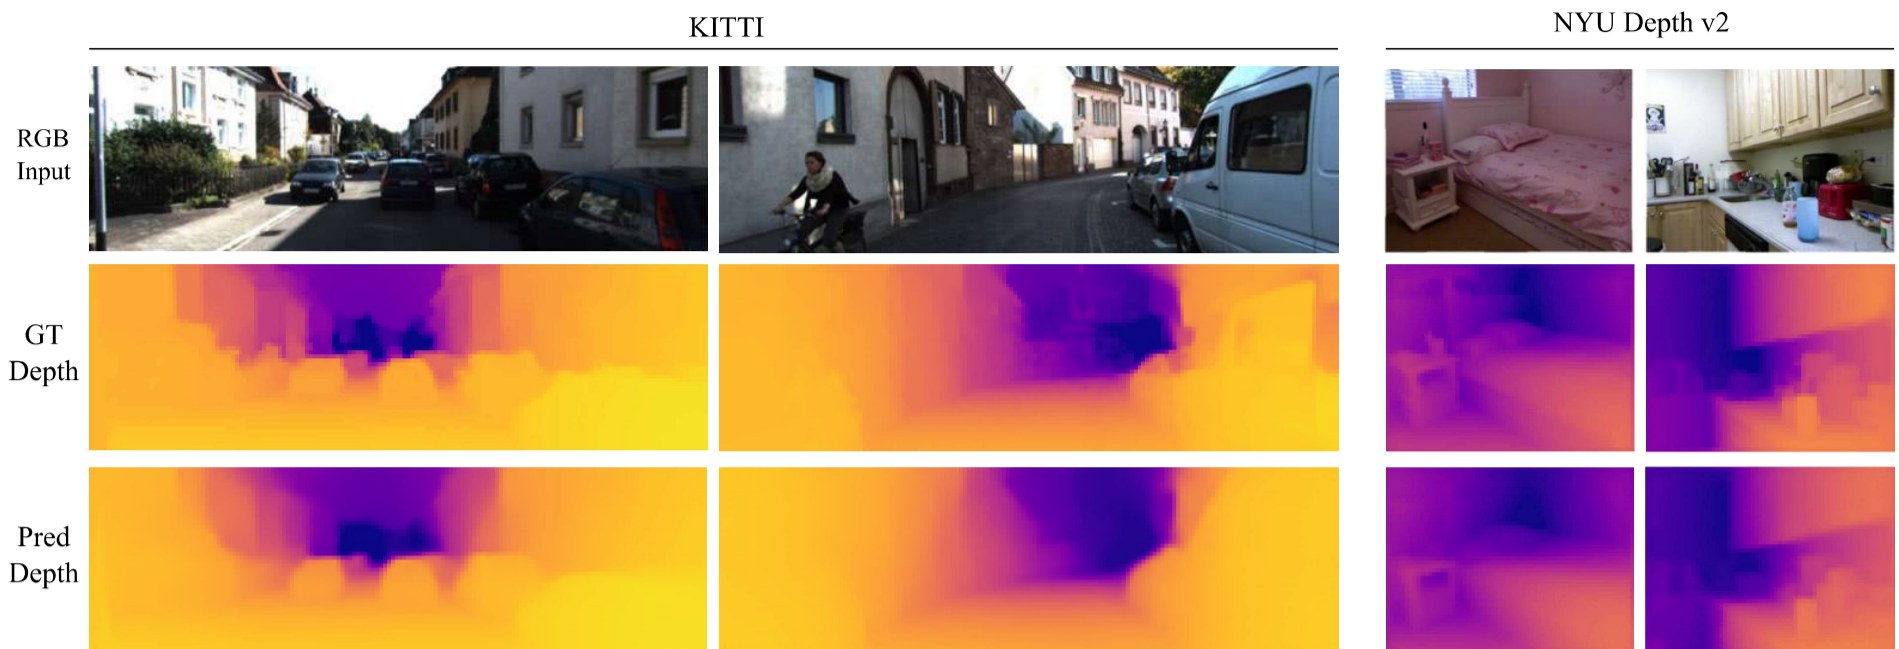 KITTI
NYU Depth v2
RGB
Input
GT
Depth
Pred
Depth